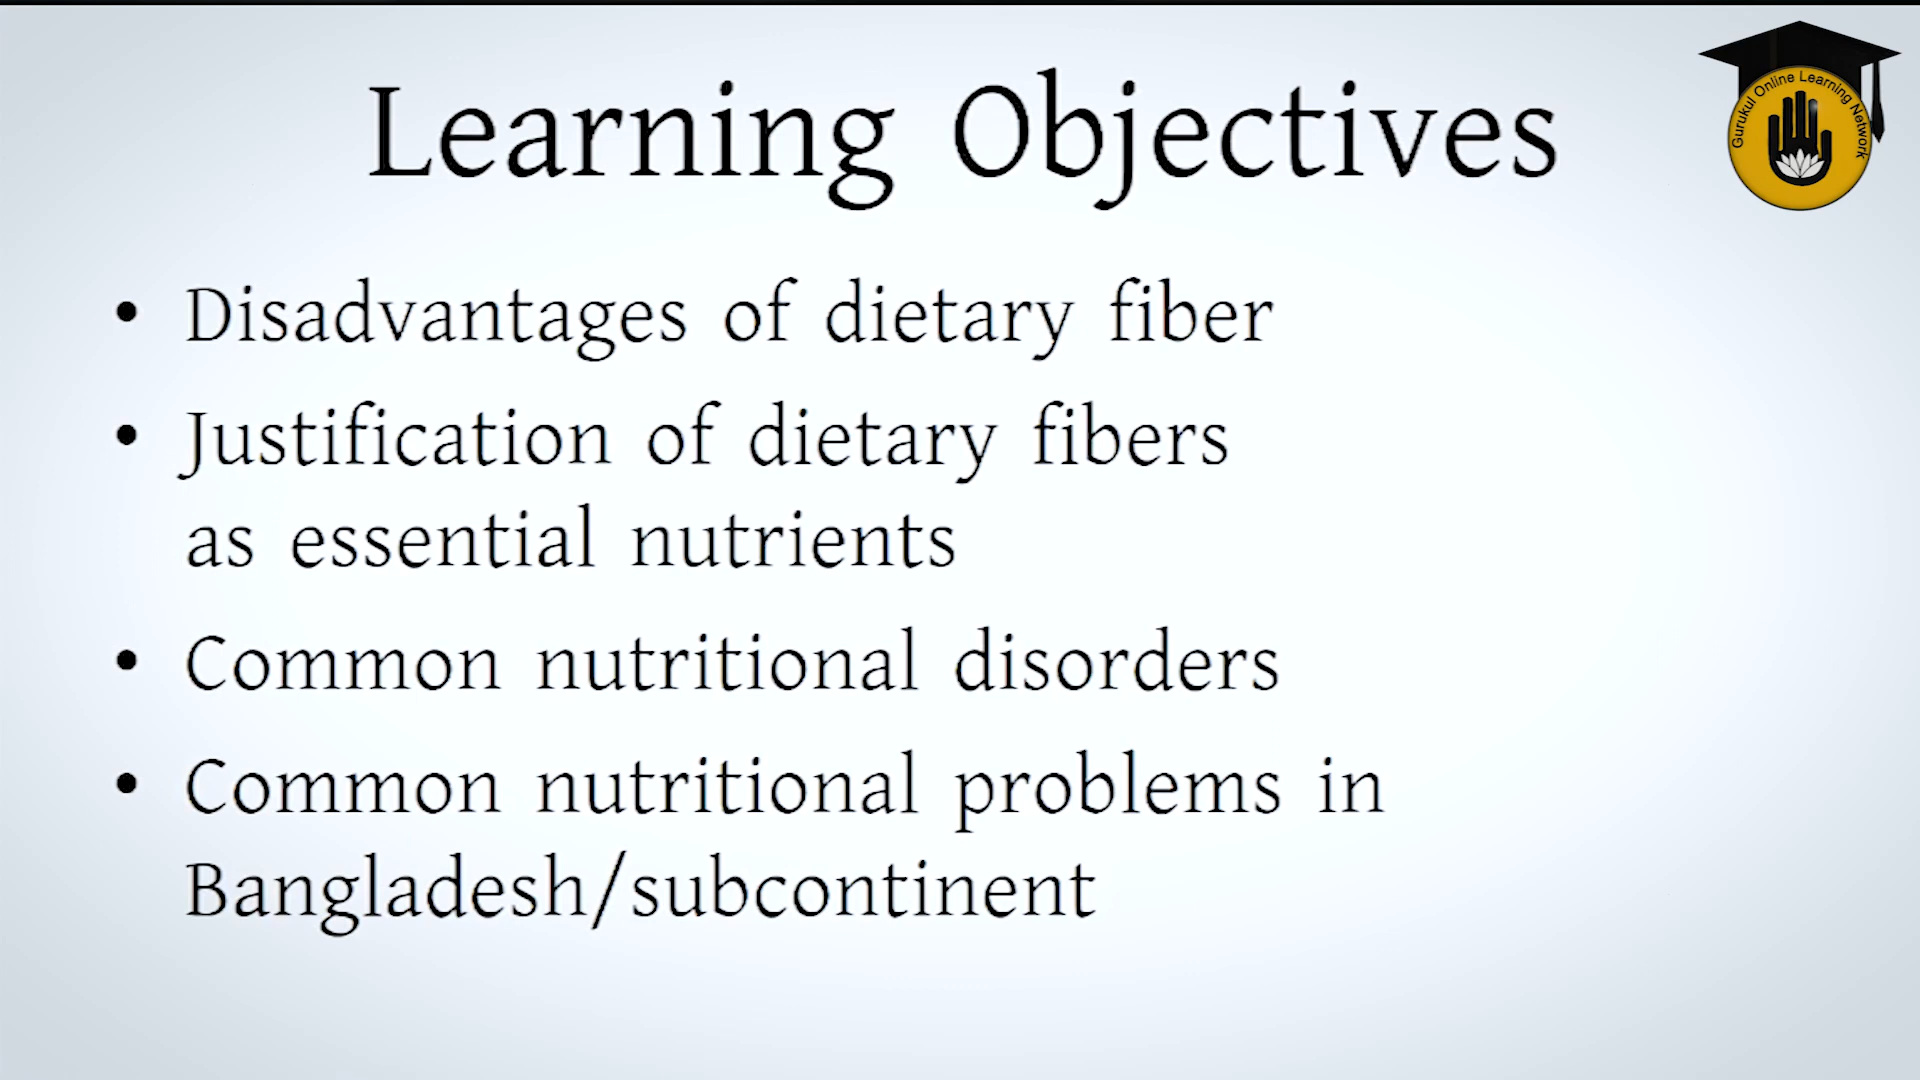 Learning Objectives
Gurukul Online Learning Network
• Disadvantages of dietary fiber
• Justification of dietary fibers
as essential nutrients
• Common nutritional disorders
• Common nutritional problems in
Bangladesh/subcontinent